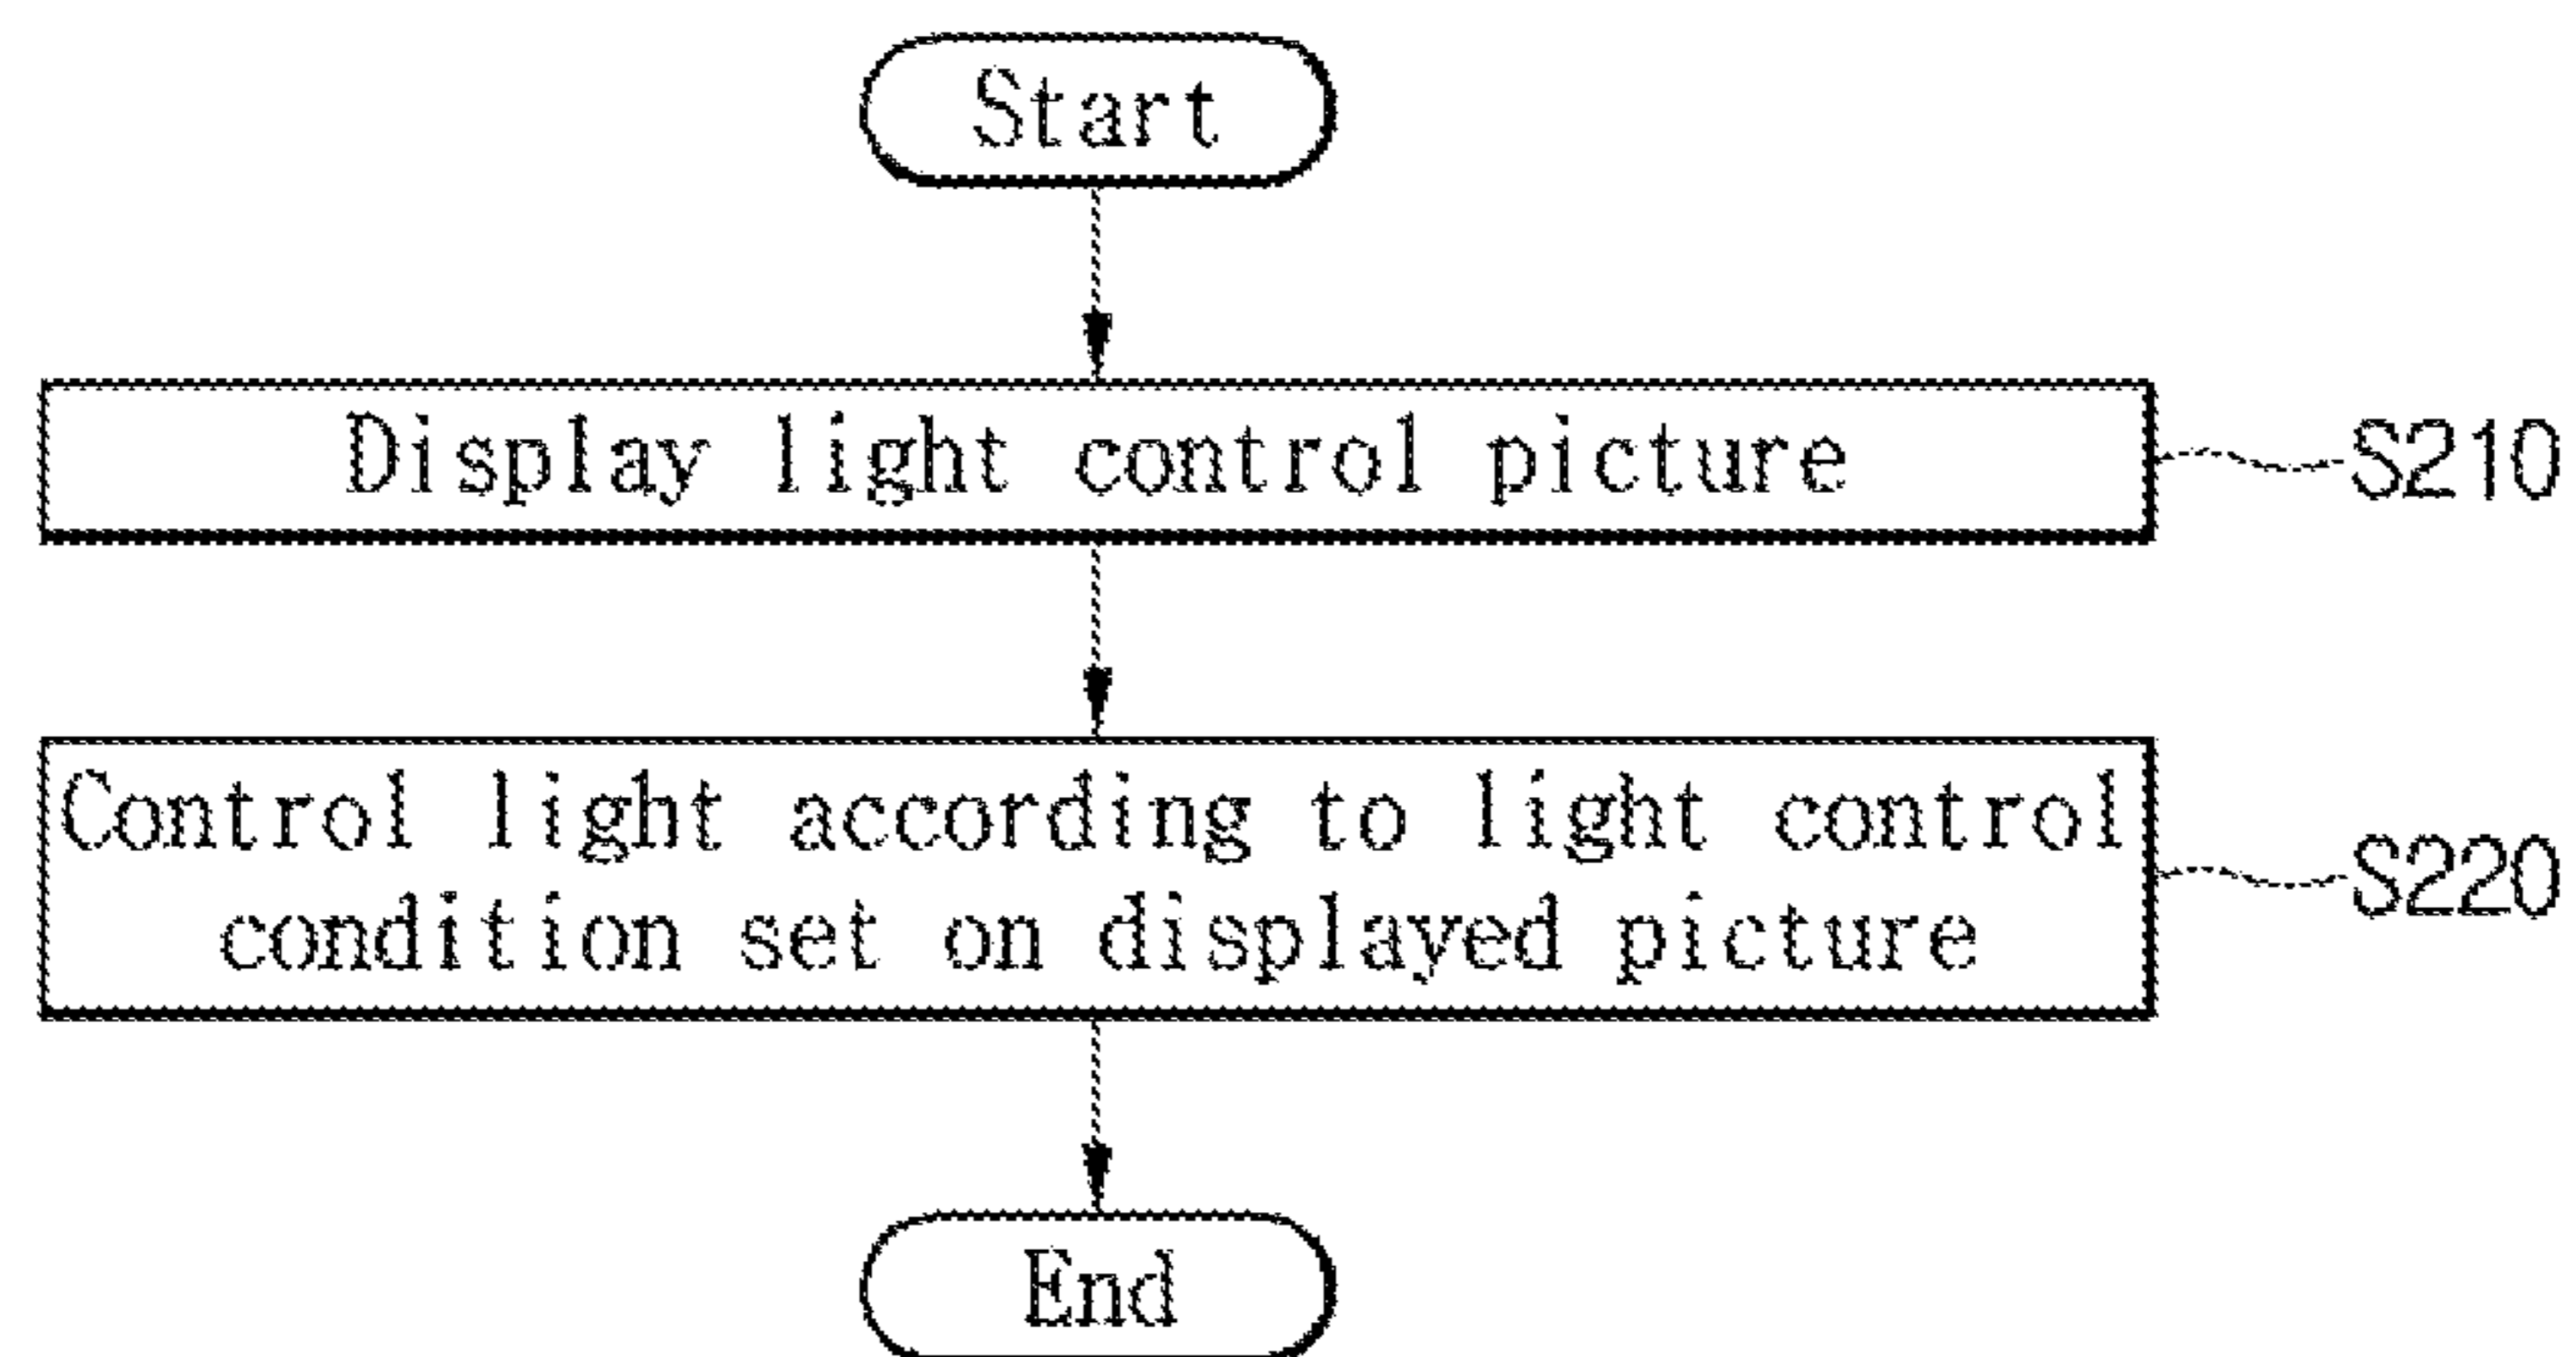 Start
Display light control picture
S210
Control light according to light control
condition set on displayed picture
S220
End